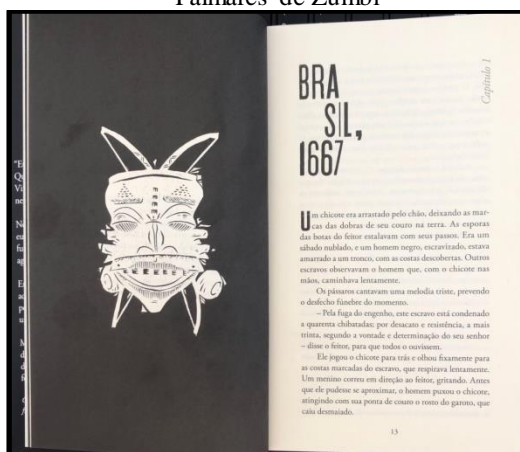 Palmares de Zumbi
Capítulo 1
BRA
SIL,
1667
Um chicote era arrastado pelo chão, deixando as mar-
cas das dobras de seu couro na terra. As esporas
das botas do feitor estalavam com seus passos. Era um
sábado nublado, e um homem negro, escravizado, estava
amarrado a um tronco, com as costas descobertas. Outros
escravos observavam o homem que, com o chicote nas
mãos, caminhava lentamente.
Os pássaros cantavam uma melodia triste, prevendo
o desfecho fúnebre do momento.
– Pela fuga do engenho, este escravo está condenado
a quarenta chibatadas; por desacato e resistência, a mais
trinta, segundo a vontade e determinação do seu senhor
– disse o feitor, para que todos o ouvissem.
Ele jogou o chicote para trás e olhou fixamente para
as costas marcadas do escravo, que respirava lentamente.
Um menino correu em direção ao feitor, gritando. Antes
que ele pudesse se aproximar, o homem puxou o chicote,
atingindo com sua ponta de couro o rosto do garoto, que
caiu desmaiado.
13